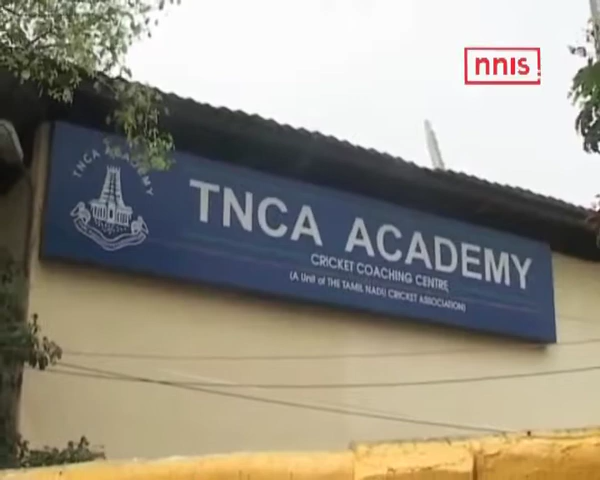 nnis
TNCA ACADEMY
TNCA ACADEMY
CRICKET COACHING CENTRE
(A Unit of THE TAMIL NADU CRICKET ASSOCIATION)